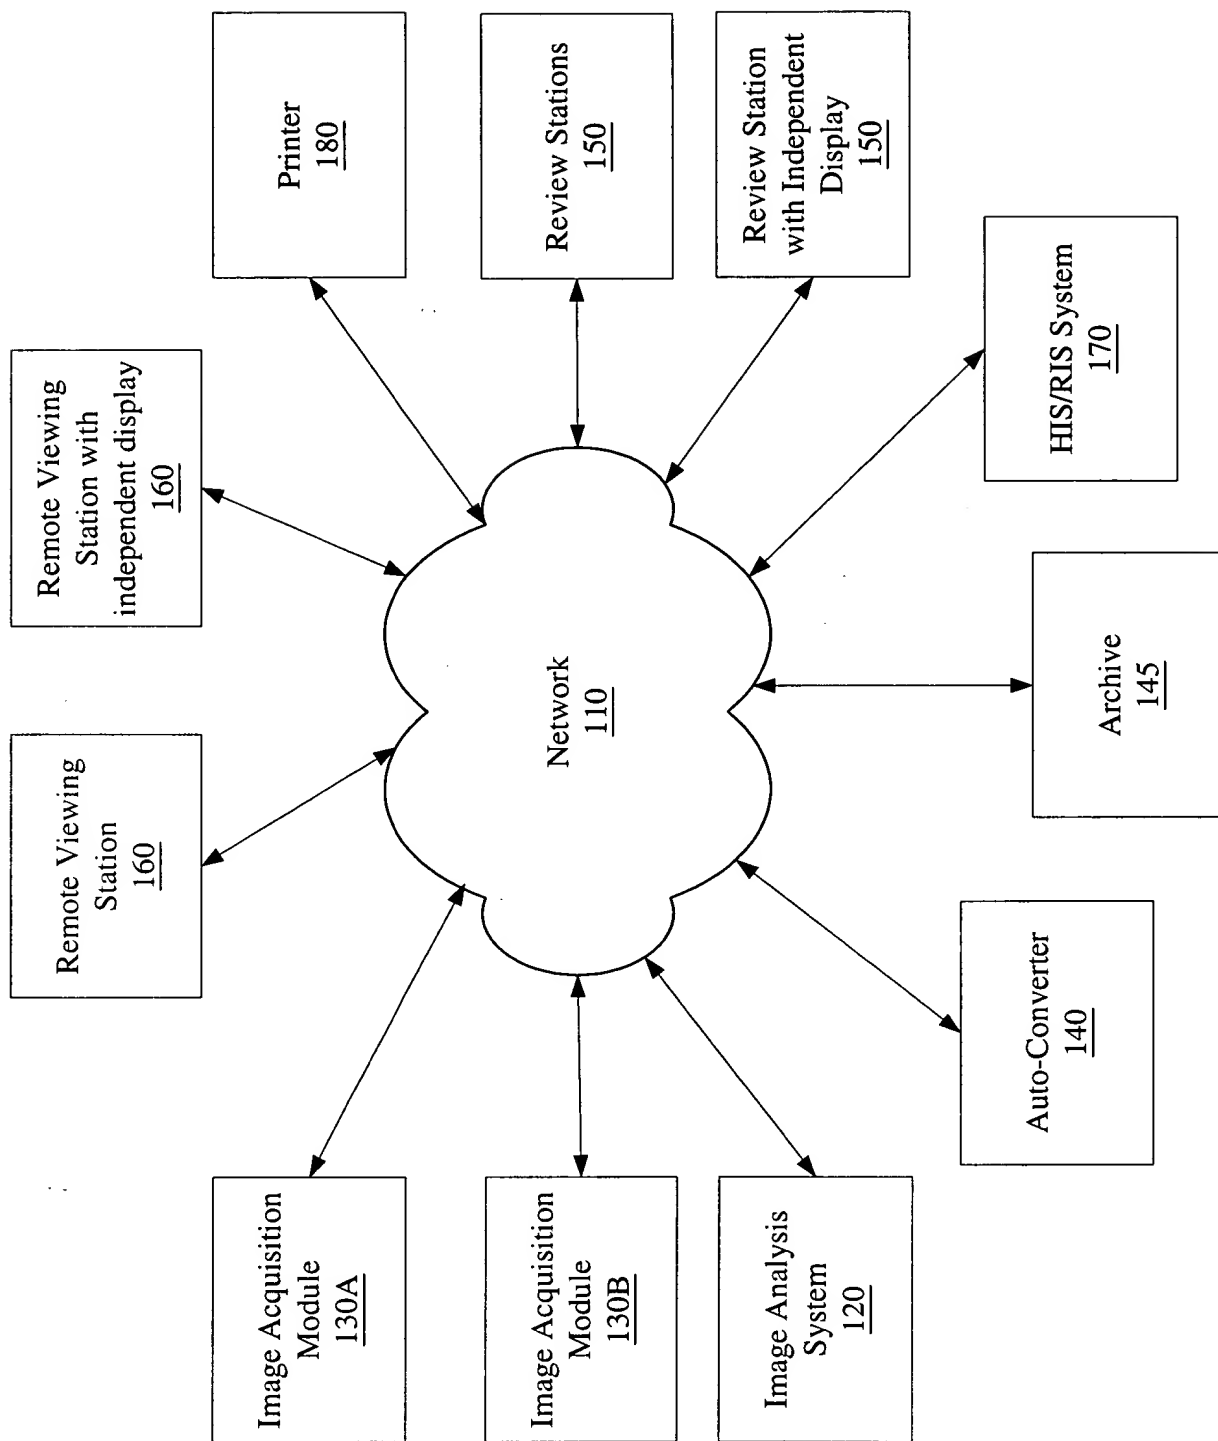 Remote Viewing
Station
160
Remote Viewing
Station with
independent display
160
Image Acquisition
Module
130A
Printer
180
Image Acquisition
Module
130B
Network
110
Review Stations
150
Image Analysis
System
120
Review Station
with Independent
Display
150
Auto-Converter
140
Archive
145
HIS/RIS System
170